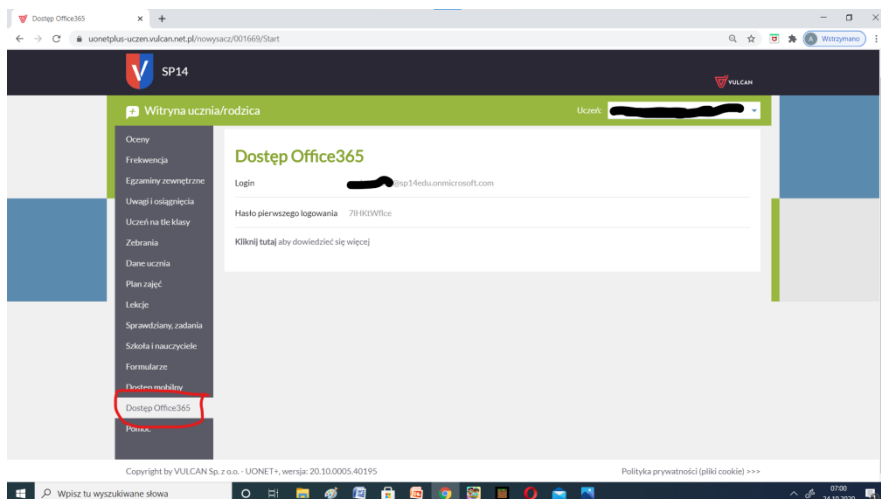 Dostęp Office365
uonetplus-uczen.vulcan.net.pl/nowysacz/001669/Start
Wstrzymano
SP14
VULCAN
Witryna ucznia/rodzica
Uczeń:
Oceny
Frekwencja
Egzaminy zewnętrzne
Uwagi i osiągnięcia
Uczeń na tle klasy
Zebrania
Dane ucznia
Plan zajęć
Lekcje
Sprawdziany, zadania
Szkoła i nauczyciele
Formularze
Dostęp mobilny
Dostęp Office365
Pomoc
Dostęp Office365
Login @sp14edu.onmicrosoft.com
Hasło pierwszego logowania 7IHKtWfIce
Kliknij tutaj aby dowiedzieć się więcej
Copyright by VULCAN Sp. z o.o. - UONET+, wersja: 20.10.0005.40195
Polityka prywatności (pliki cookie) >>>
Wpisz tu wyszukiwane słowa
07:00
24.10.2020